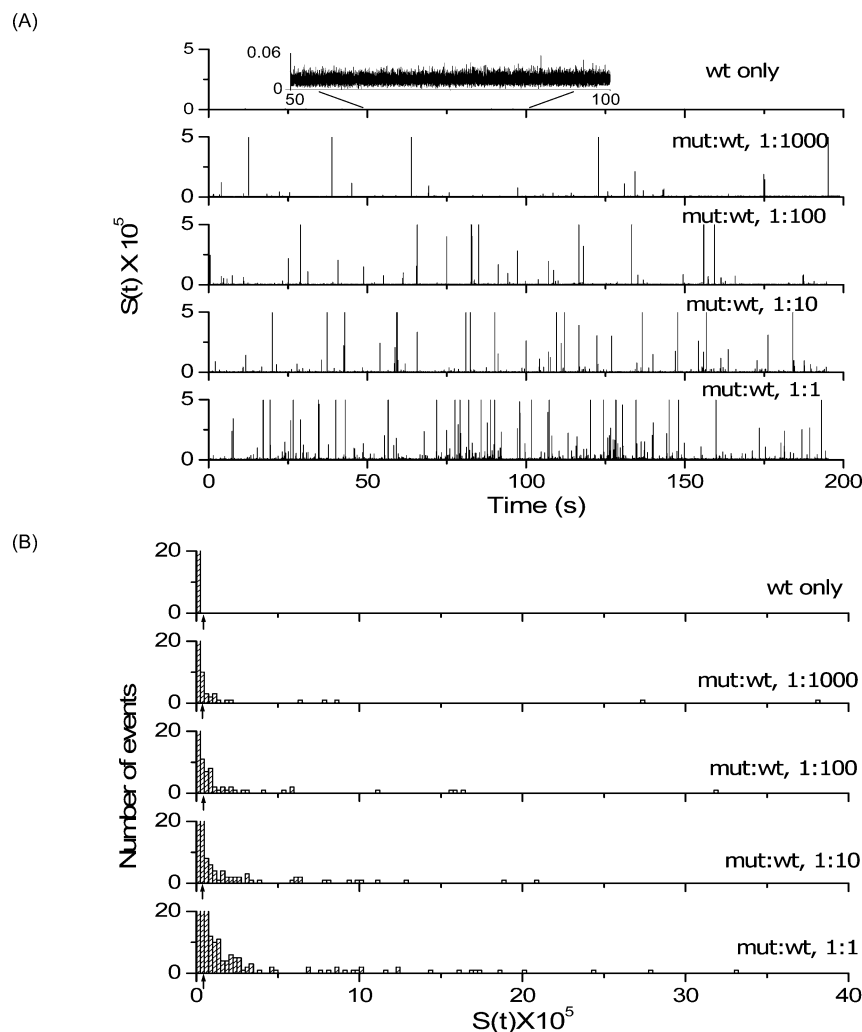 (A)
5
0.06
0
50
100
wt only
0
5
mut:wt, 1:1000
0
5
mut:wt, 1:100
0
S(t) X 10^5
5
mut:wt, 1:10
0
5
mut:wt, 1:1
0
0 50 100 150 200
Time (s)
(B)
20
wt only
0
20
mut:wt, 1:1000
0
20
mut:wt, 1:100
0
Number of events
20
mut:wt, 1:10
0
20
mut:wt, 1:1
0
0 10 20 30 40
S(t)X10^5